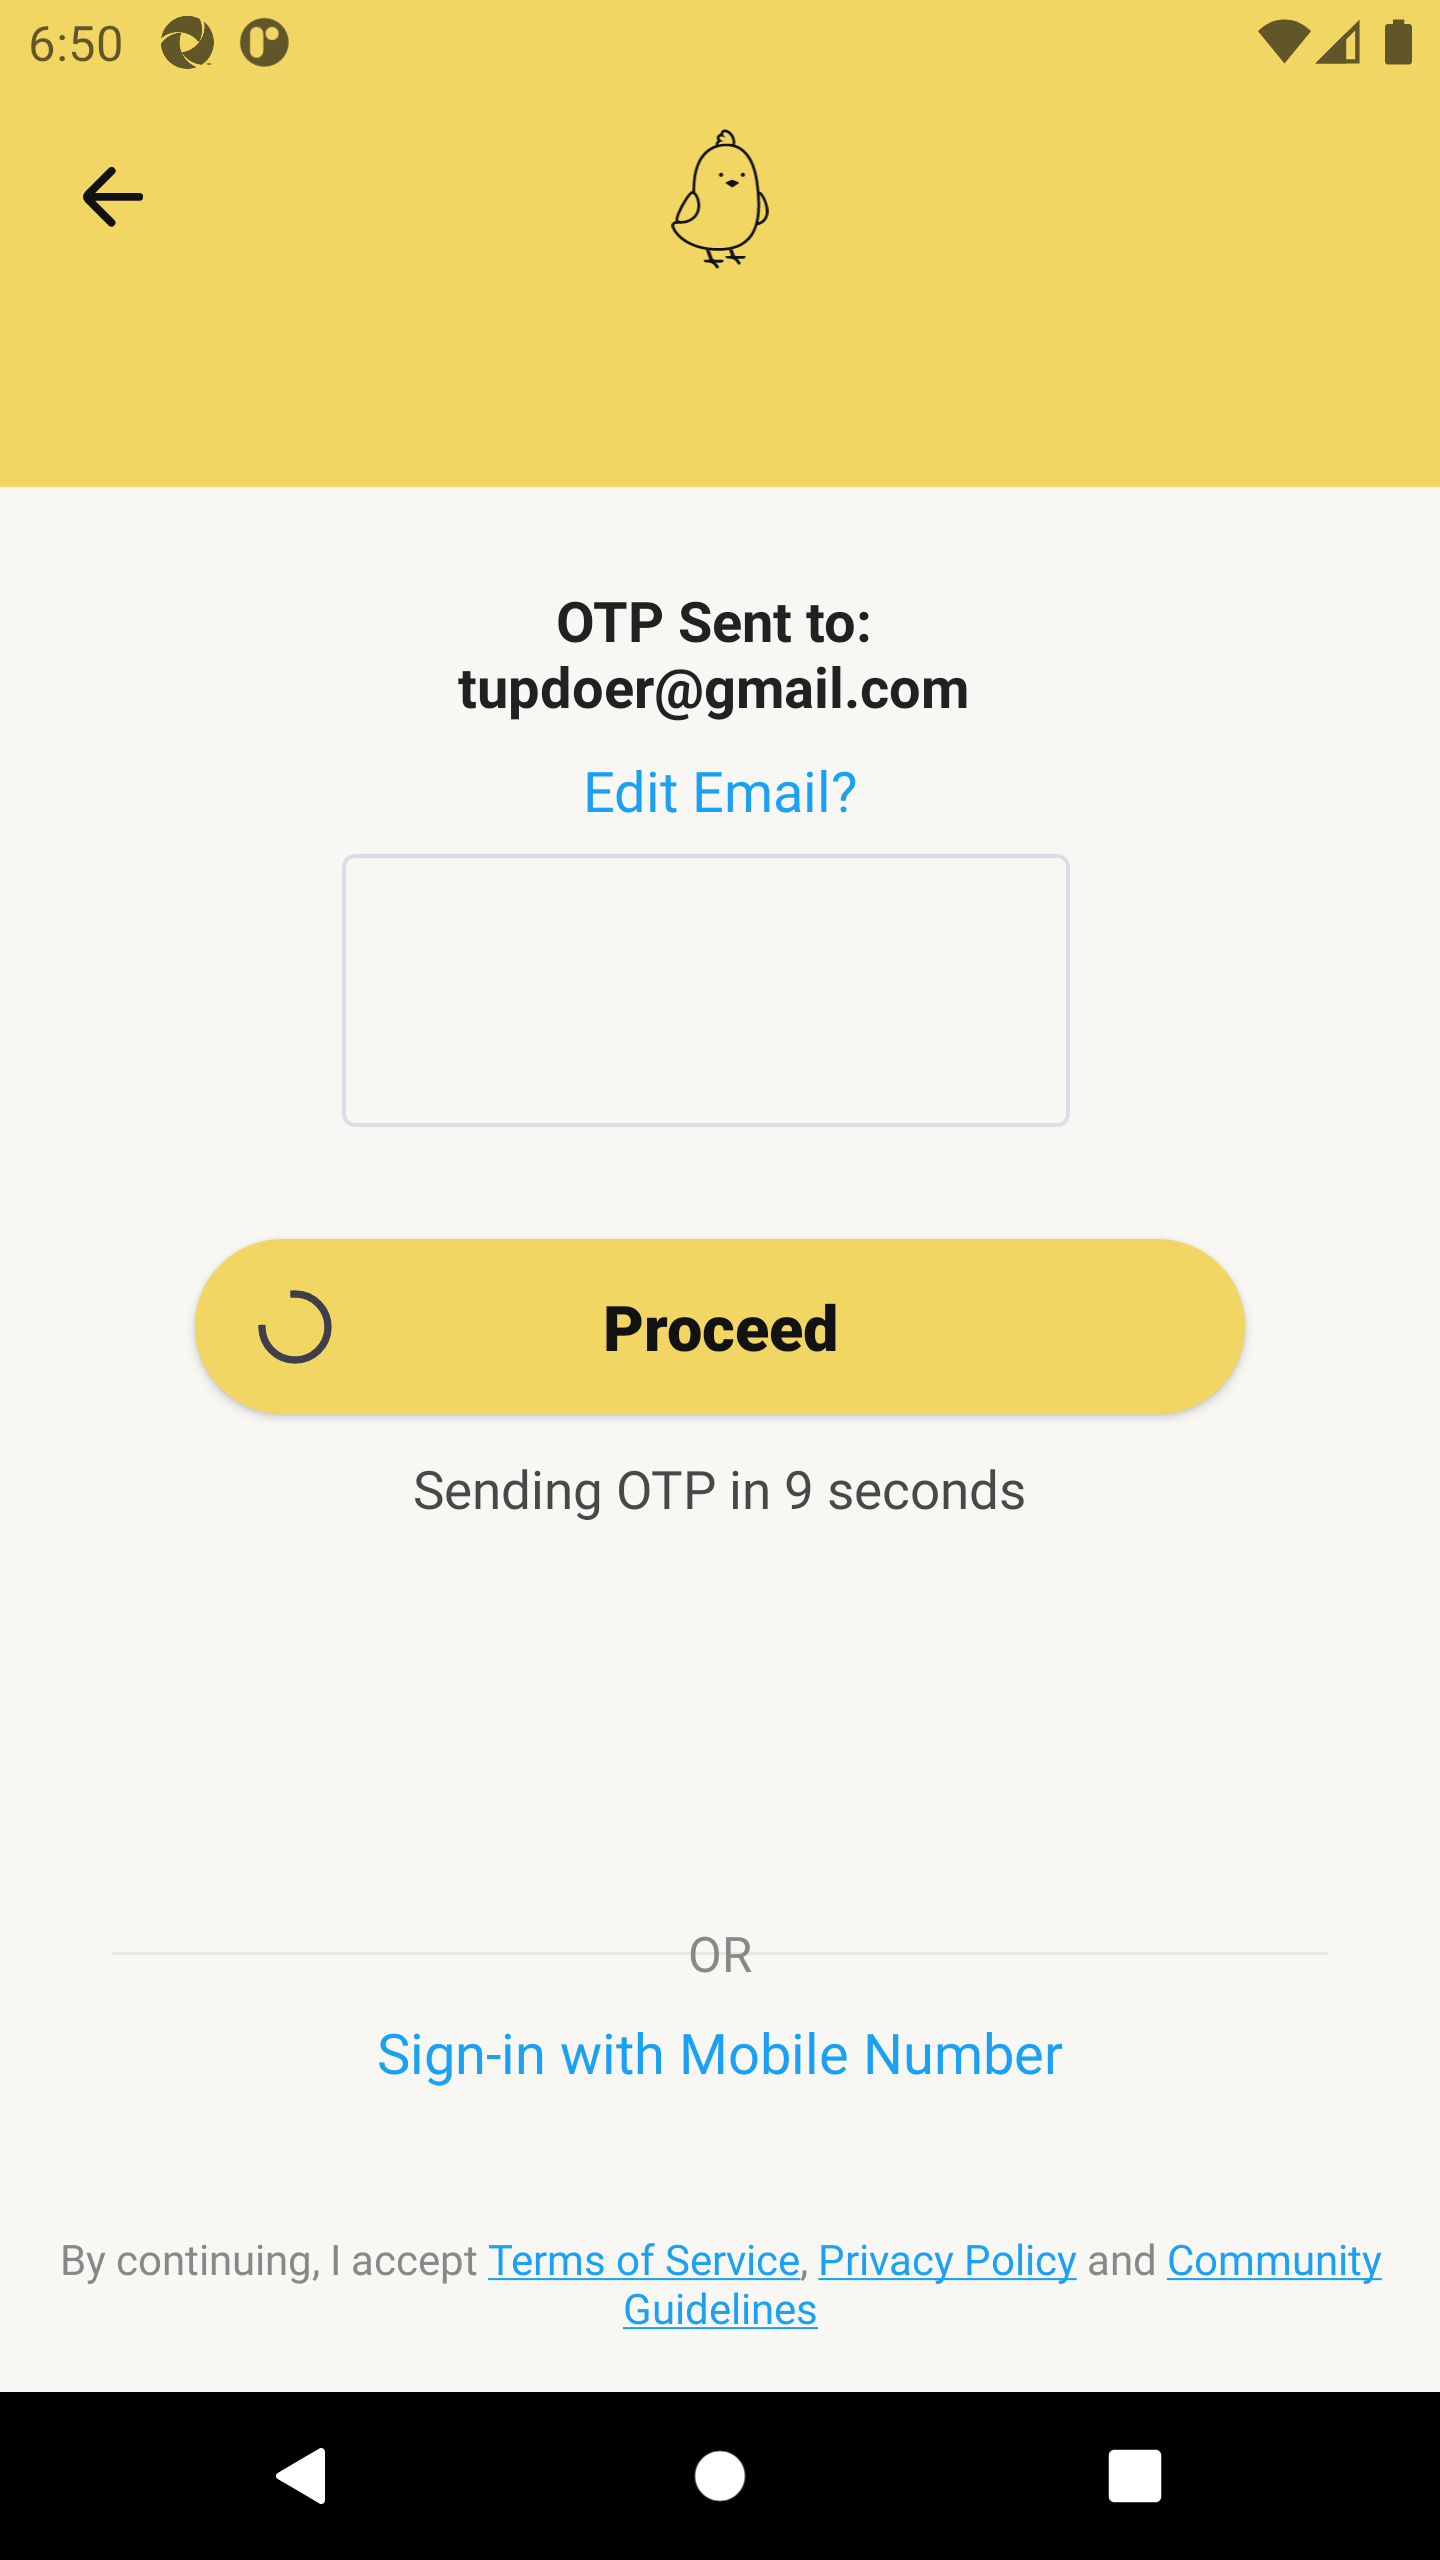 6:50
OTP Sent to:
tupdoer@gmail.com
Edit Email?
Proceed
Sending OTP in 9 seconds
OR
Sign-in with Mobile Number
By continuing, I accept Terms of Service, Privacy Policy and Community
Guidelines